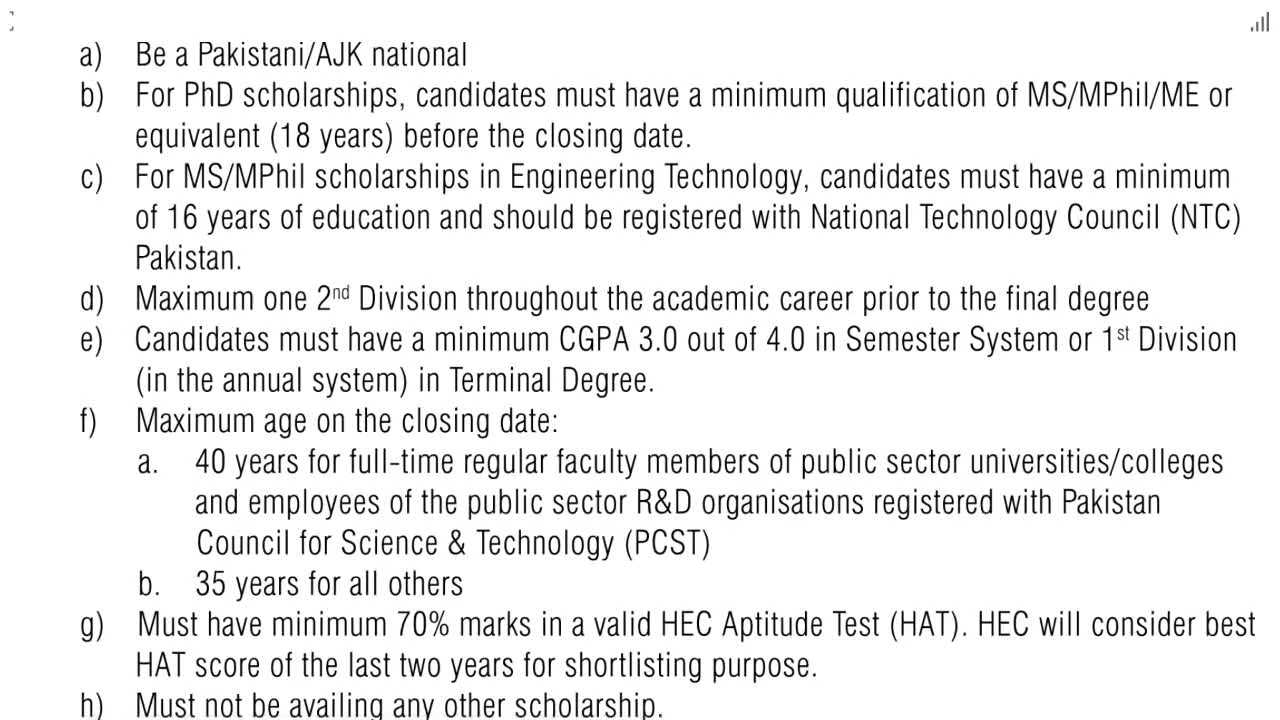 a) Be a Pakistani/AJK national
b) For PhD scholarships, candidates must have a minimum qualification of MS/MPhil/ME or
equivalent (18 years) before the closing date.
c) For MS/MPhil scholarships in Engineering Technology, candidates must have a minimum
of 16 years of education and should be registered with National Technology Council (NTC)
Pakistan.
d) Maximum one 2nd Division throughout the academic career prior to the final degree
e) Candidates must have a minimum CGPA 3.0 out of 4.0 in Semester System or 1st Division
(in the annual system) in Terminal Degree.
f) Maximum age on the closing date:
a. 40 years for full-time regular faculty members of public sector universities/colleges
and employees of the public sector R&D organisations registered with Pakistan
Council for Science & Technology (PCST)
b. 35 years for all others
g) Must have minimum 70% marks in a valid HEC Aptitude Test (HAT). HEC will consider best
HAT score of the last two years for shortlisting purpose.
h) Must not be availing any other scholarship.